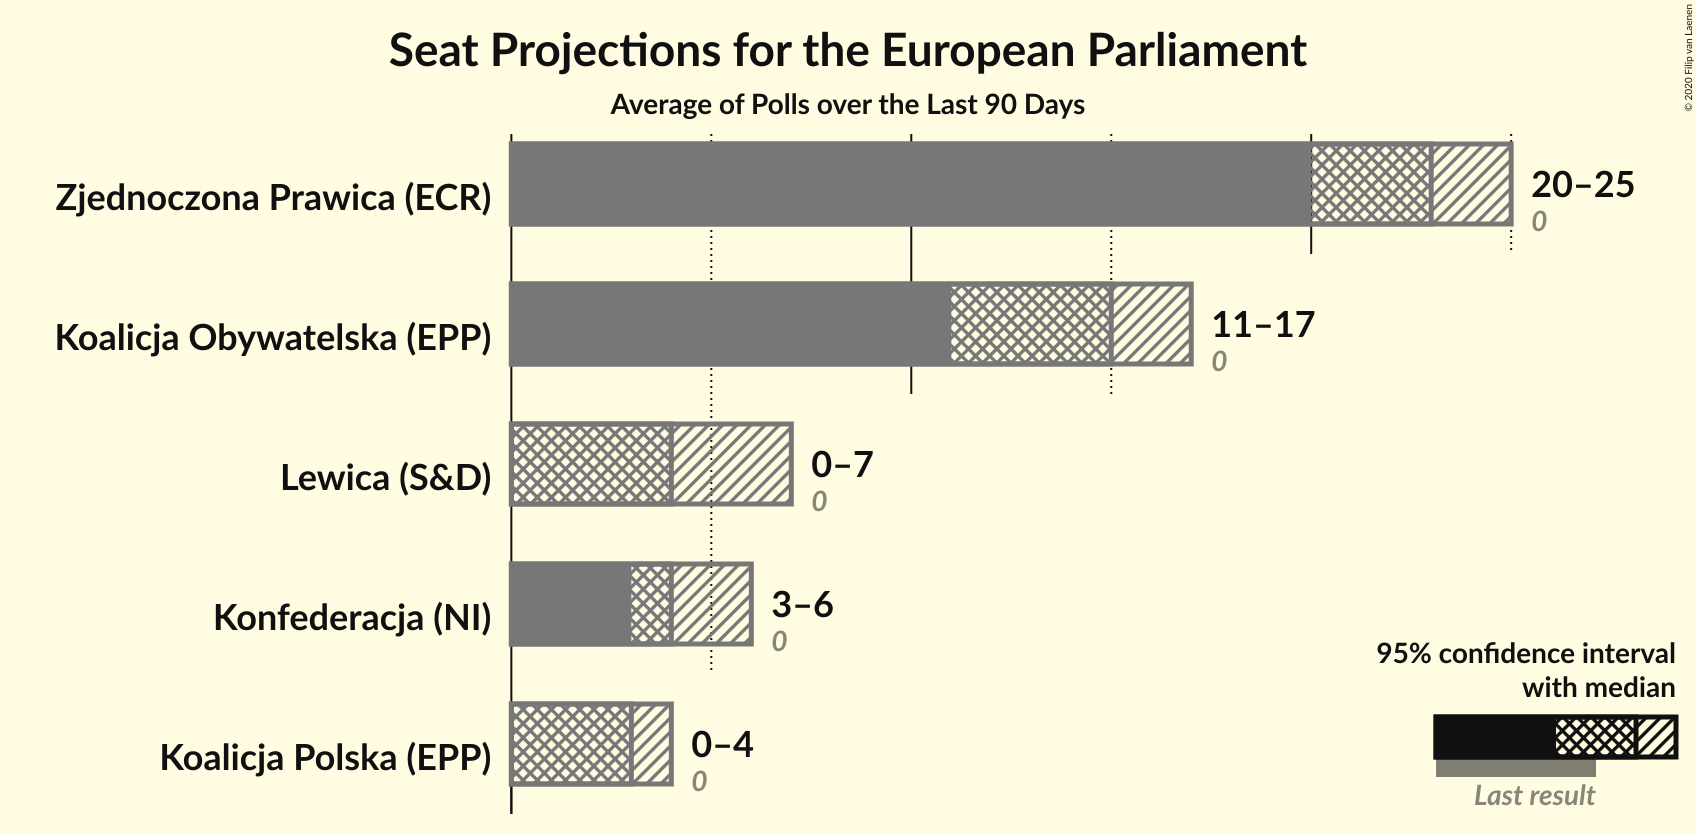 Seat Projections for the European Parliament
Average of Polls over the Last 90 Days
© 2020 Filip van Laenen
Zjednoczona Prawica (ECR)
20–25
0
Koalicja Obywatelska (EPP)
11–17
0
Lewica (S&D)
0–7
0
Konfederacja (NI)
3–6
0
Koalicja Polska (EPP)
0–4
0
95% confidence interval
with median
Last result